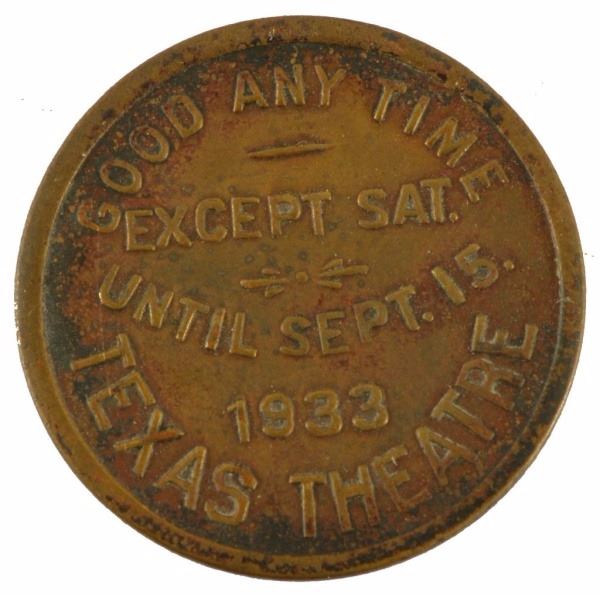 GOOD ANY TIME
EXCEPT SAT.
UNTIL SEPT. 15.
1933
TEXAS THEATRE